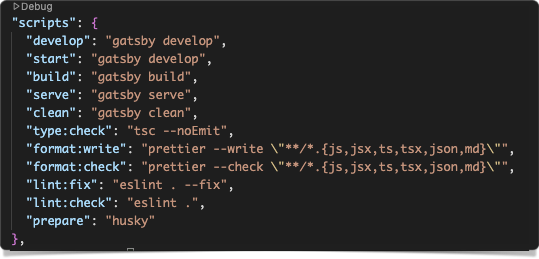 Debug
"scripts": {
"develop": "gatsby develop",
"start": "gatsby develop",
"build": "gatsby build",
"serve": "gatsby serve",
"clean": "gatsby clean",
"type:check": "tsc --noEmit",
"format:write": "prettier --write \"**/*.{js,jsx,ts,tsx,json,md}\"",
"format:check": "prettier --check \"**/*.{js,jsx,ts,tsx,json,md}\"",
"lint:fix": "eslint . --fix",
"lint:check": "eslint .",
"prepare": "husky"
},